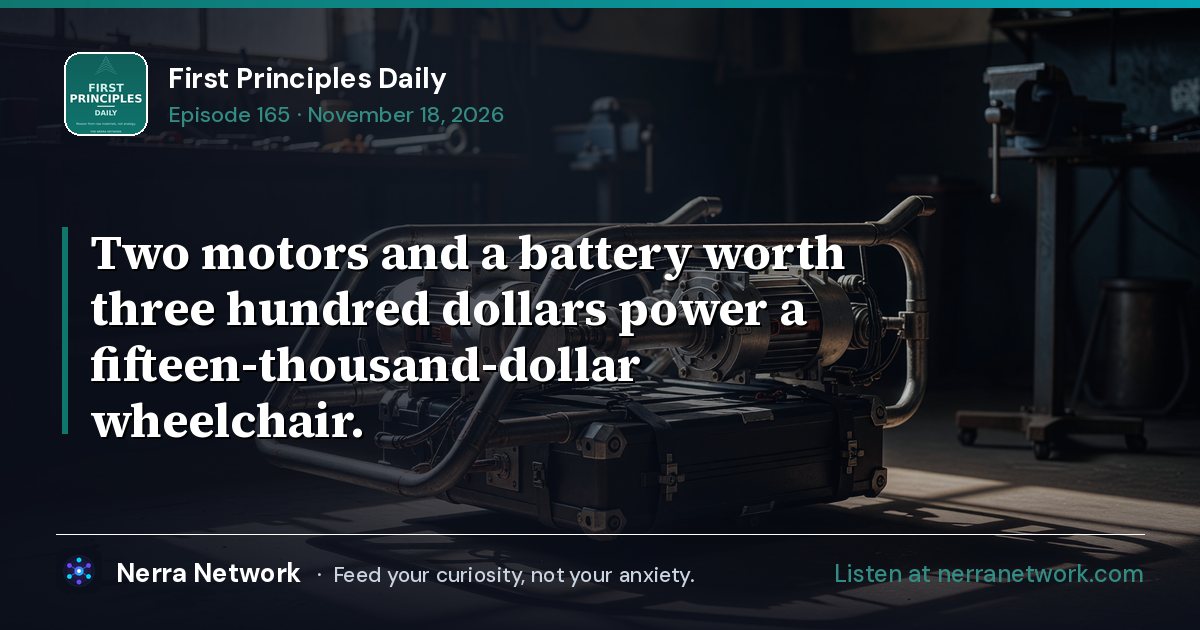 FIRST
PRINCIPLES
DAILY
First Principles Daily
Episode 165 · November 18, 2026
Two motors and a battery worth
three hundred dollars power a
fifteen-thousand-dollar
wheelchair.
Nerra Network · Feed your curiosity, not your anxiety.
Listen at nerranetwork.com